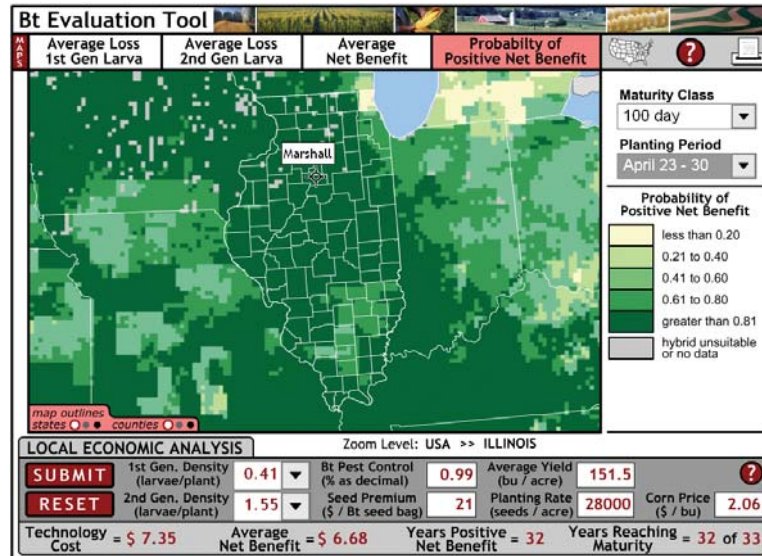 Bt Evaluation Tool
MAPS
Average Loss
1st Gen Larva
Average Loss
2nd Gen Larva
Average
Net Benefit
Probabilty of
Positive Net Benefit
?
Marshall
Maturity Class
100 day
Planting Period
April 23 - 30
Probability of
Positive Net Benefit
less than 0.20
0.21 to 0.40
0.41 to 0.60
0.61 to 0.80
greater than 0.81
hybrid unsuitable
or no data
map outlines
states counties
LOCAL ECONOMIC ANALYSIS
Zoom Level: USA >> ILLINOIS
SUBMIT
1st Gen. Density
(larvae/plant)
0.41
Bt Pest Control
(% as decimal)
0.99
Average Yield
(bu / acre)
151.5
?
RESET
2nd Gen. Density
(larvae/plant)
1.55
Seed Premium
($ / Bt seed bag)
21
Planting Rate
(seeds / acre)
28000
Corn Price
($ / bu)
2.06
Technology
Cost = $ 7.35
Average
Net Benefit = $ 6.68
Years Positive
Net Benefit = 32
Years Reaching
Maturity = 32 of 33